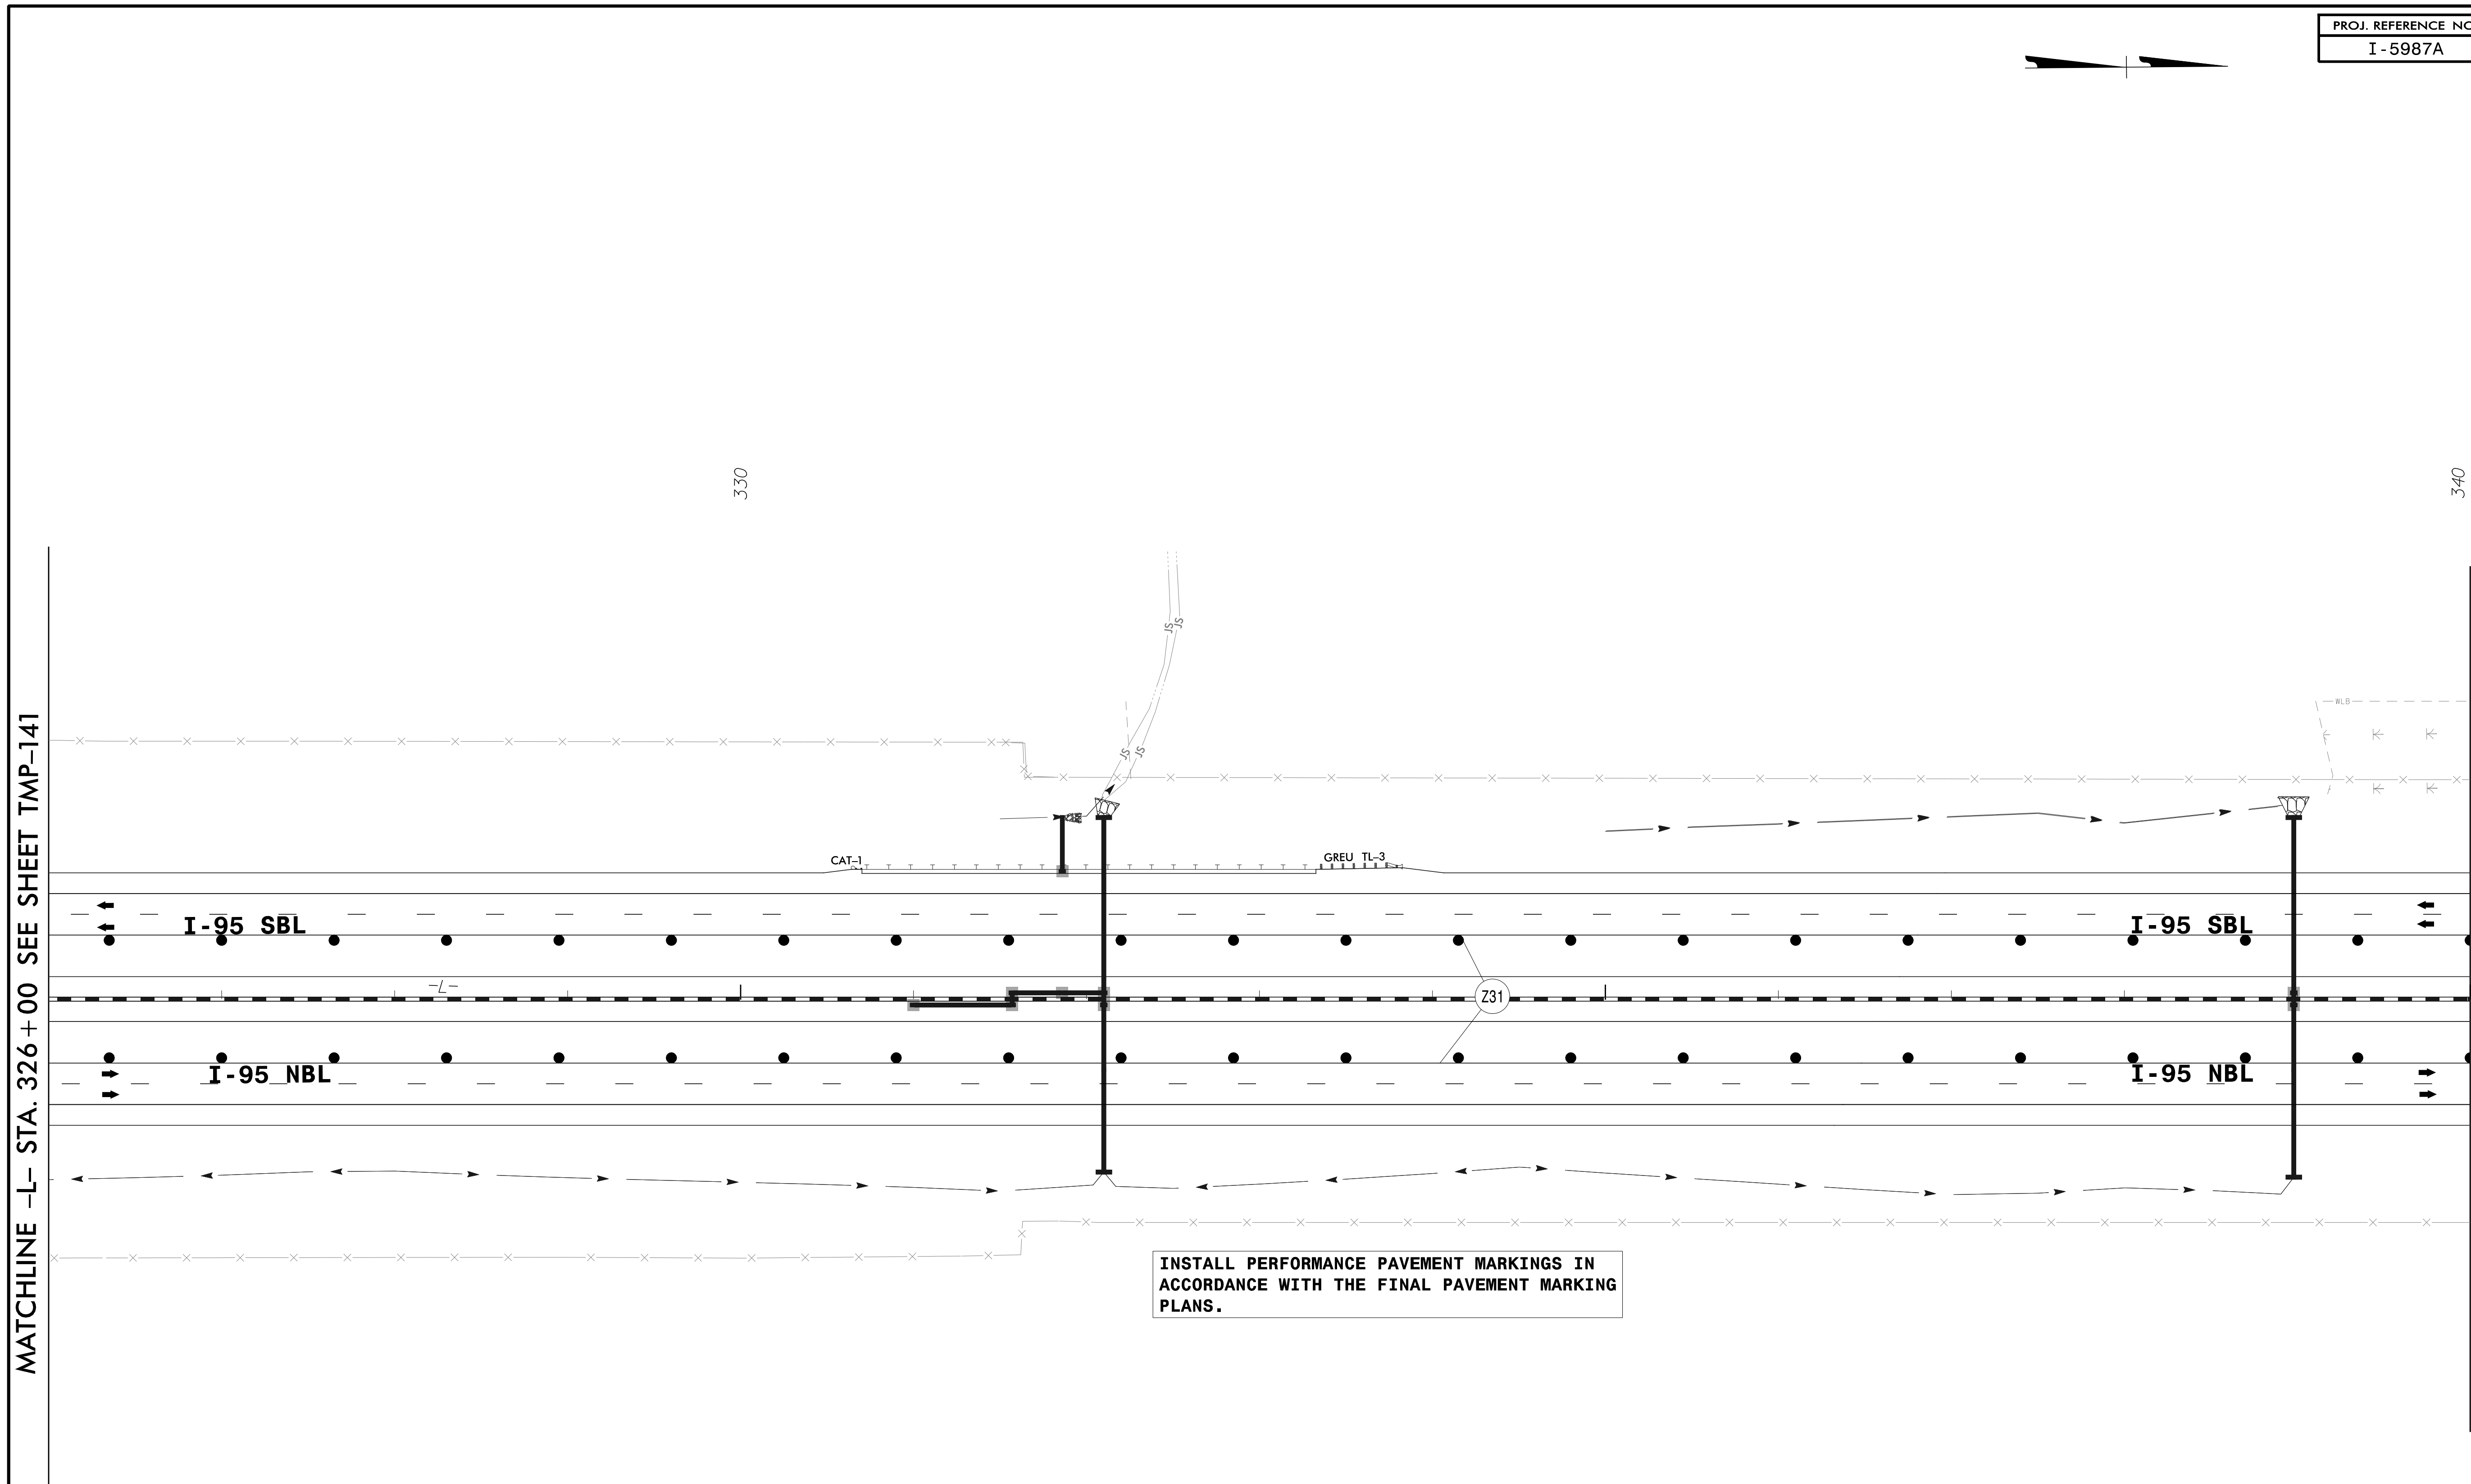 PROJ. REFERENCE NO
I-5987A
330
340
JS
JS
MATCHLINE -L- STA. 326+00 SEE SHEET TMP-141
WLB
JS
JS
CAT-1
GREU TL-3
I-95 SBL
I-95 SBL
-L-
Z31
I-95 NBL
I-95 NBL
INSTALL PERFORMANCE PAVEMENT MARKINGS IN
ACCORDANCE WITH THE FINAL PAVEMENT MARKING
PLANS.